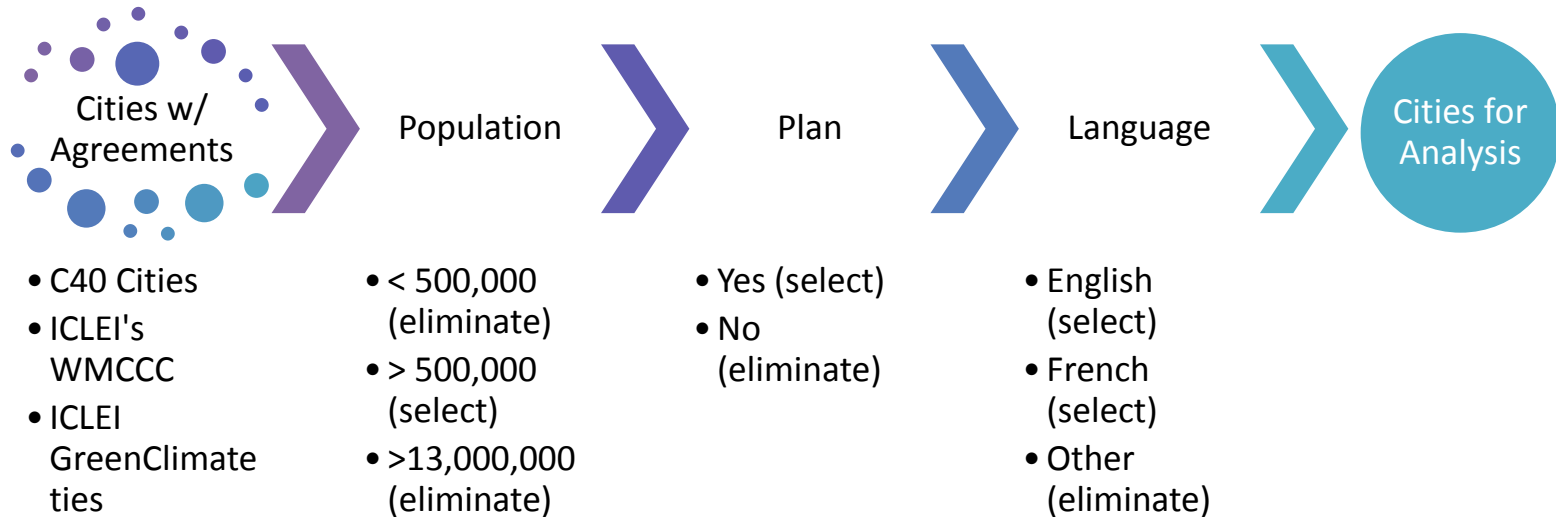 Cities w/
Agreements
Population
Plan
Language
Cities for
Analysis
• C40 Cities
• ICLEI's
WMCCC
• ICLEI
GreenClimate
ties
• < 500,000
(eliminate)
• > 500,000
(select)
• >13,000,000
(eliminate)
• Yes (select)
• No
(eliminate)
• English
(select)
• French
(select)
• Other
(eliminate)